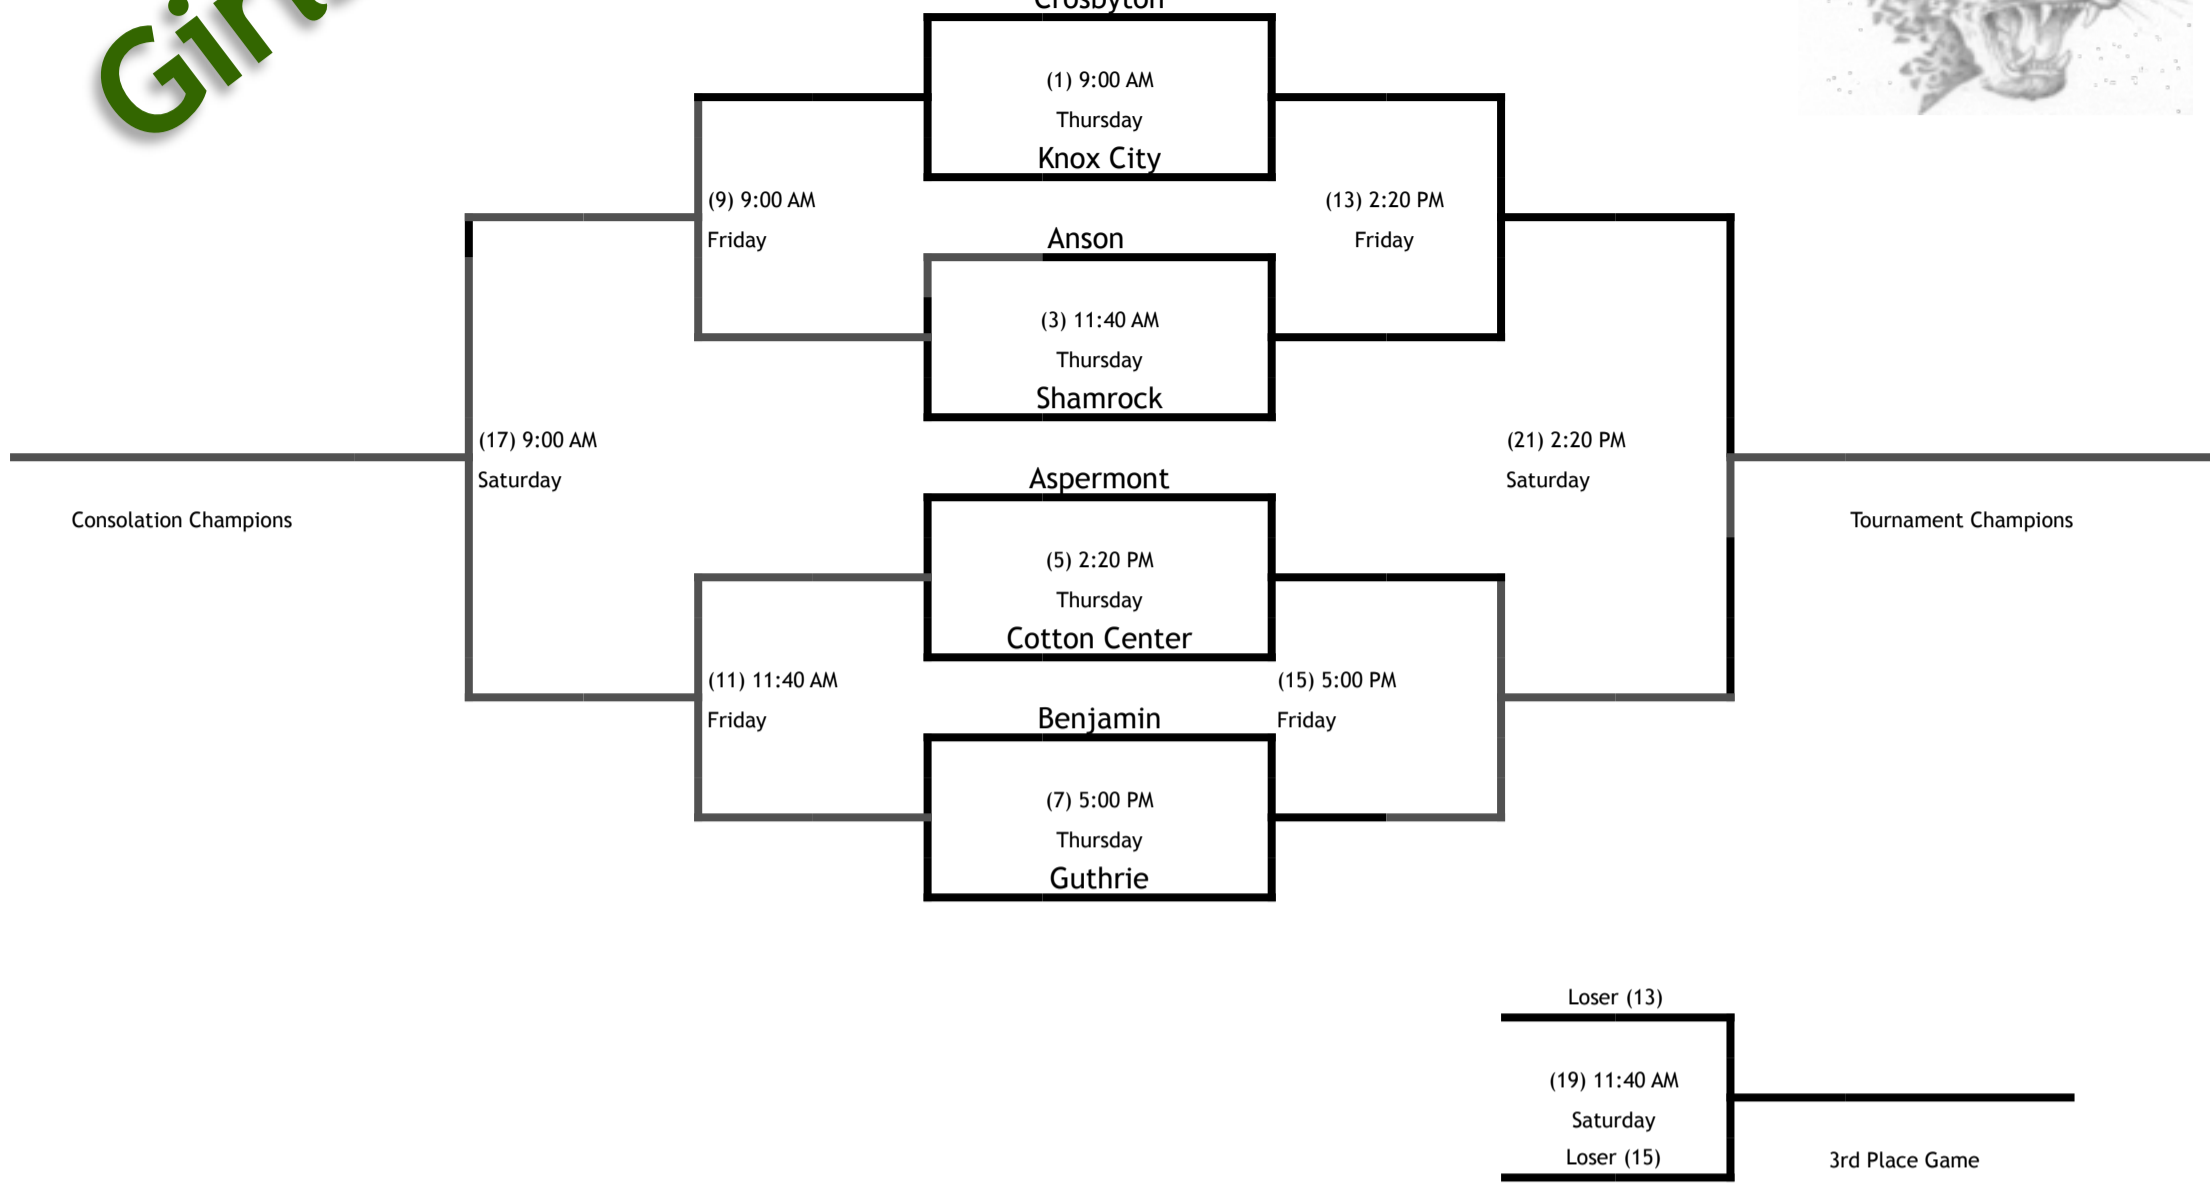 Crosbyton
(1) 9:00 AM
Thursday
Knox City
(9) 9:00 AM
Friday
(13) 2:20 PM
Friday
Anson
(3) 11:40 AM
Thursday
Shamrock
(17) 9:00 AM
Saturday
(21) 2:20 PM
Saturday
Consolation Champions
Tournament Champions
Aspermont
(5) 2:20 PM
Thursday
Cotton Center
(11) 11:40 AM
Friday
(15) 5:00 PM
Friday
Benjamin
(7) 5:00 PM
Thursday
Guthrie
Loser (13)
(19) 11:40 AM
Saturday
Loser (15)
3rd Place Game